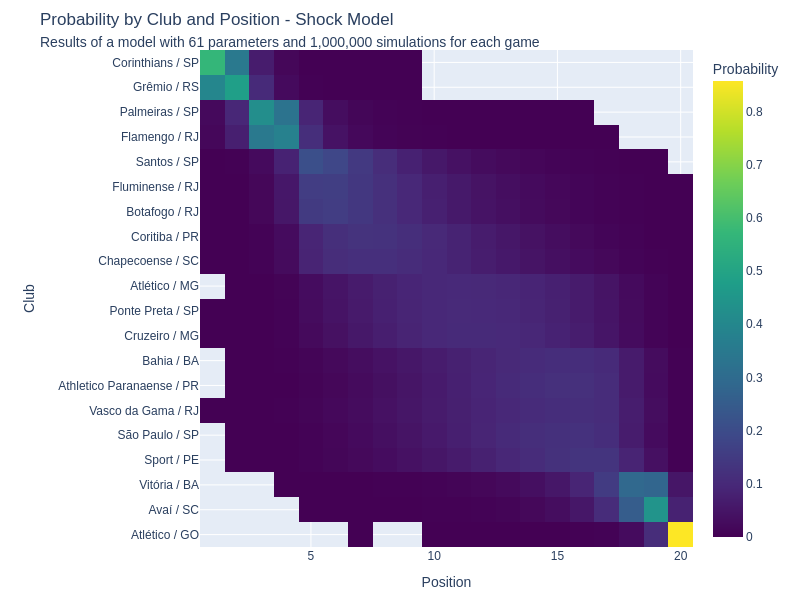 Probability by Club and Position - Shock Model
Results of a model with 61 parameters and 1,000,000 simulations for each game
Probability
Corinthians / SP
Grêmio / RS
Palmeiras / SP
Flamengo / RJ
Santos / SP
Fluminense / RJ
Botafogo / RJ
Coritiba / PR
Chapecoense / SC
Atlético / MG
Ponte Preta / SP
Cruzeiro / MG
Bahia / BA
Athletico Paranaense / PR
Vasco da Gama / RJ
São Paulo / SP
Sport / PE
Vitória / BA
Avaí / SC
Atlético / GO
Club
5
10
15
20
Position
0.8
0.7
0.6
0.5
0.4
0.3
0.2
0.1
0